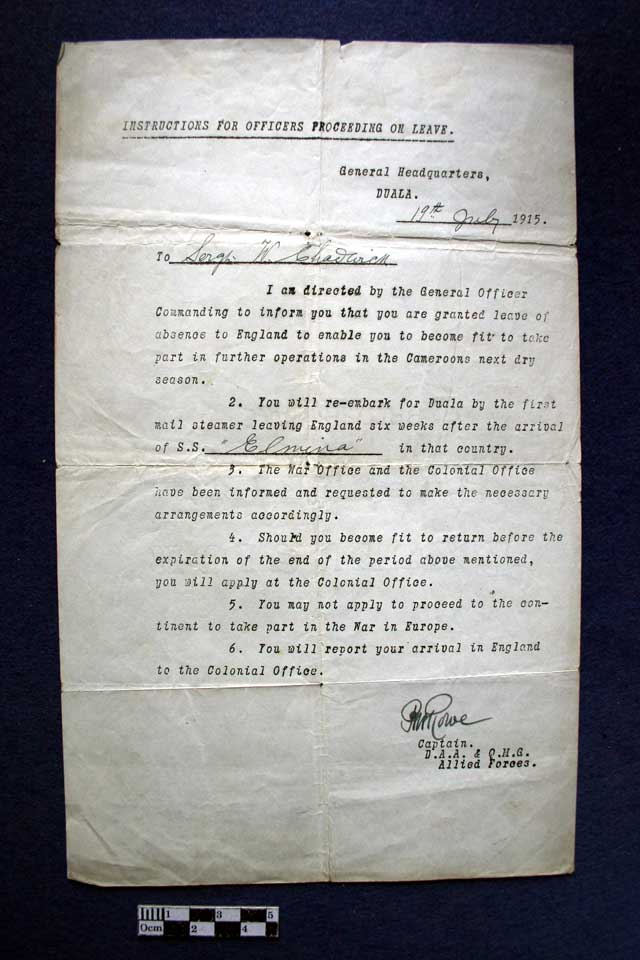 INSTRUCTIONS FOR OFFICERS PROCEEDING ON LEAVE.
General Headquarters,
DUALA.
19th July 1915.
To Sergt. W. Chadwick
I am directed by the General Officer
Commanding to inform you that you are granted leave of
absence to England to enable you to become fit to take
part in further operations in the Cameroons next dry
season.
2. You will re-embark for Duala by the first
mail steamer leaving England six weeks after the arrival
of S.S. "Elmina" in that country.
3. The War Office and the Colonial Office
have been informed and requested to make the necessary
arrangements accordingly.
4. Should you become fit to return before the
expiration of the end of the period above mentioned,
you will apply at the Colonial Office.
5. You may not apply to proceed to the con-
tinent to take part in the War in Europe.
6. You will report your arrival in England
to the Colonial Office.
Rowe
Captain.
D.A.A. & Q.M.G.
Allied Forces.
1 3 5
0cm 2 4